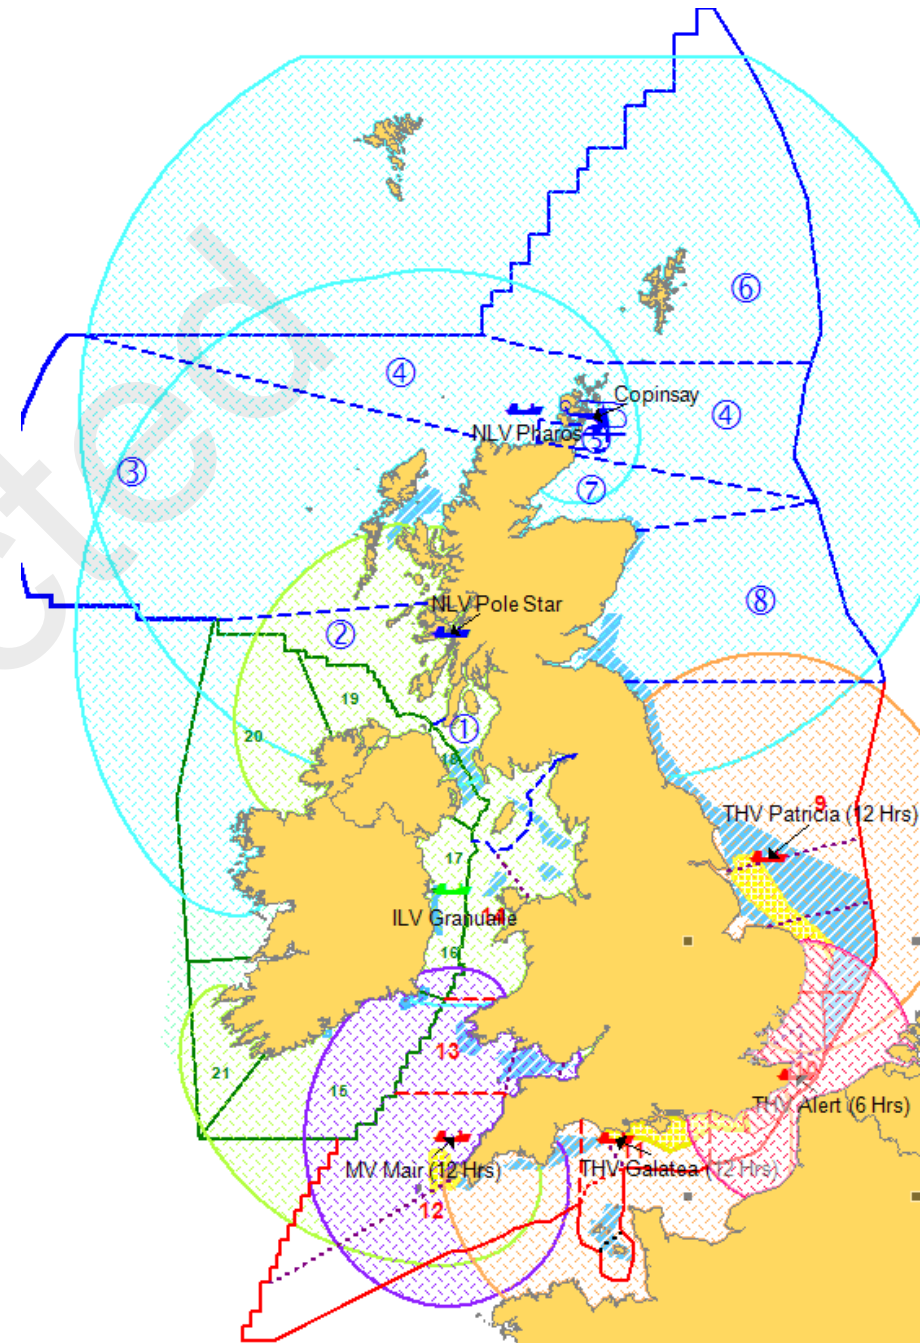 ⑥
④
Copinsay
④
NLV Pharos
⑤
③
⑦
NLV Pole Star
②
⑧
19
①
20
18
9
THV Patricia (12 Hrs)
17
ILV Granuaile
16
13
10
21
15
THV Alert (6 Hrs)
MV Mair (12 Hrs)
THV Galatea (12 Hrs)
12